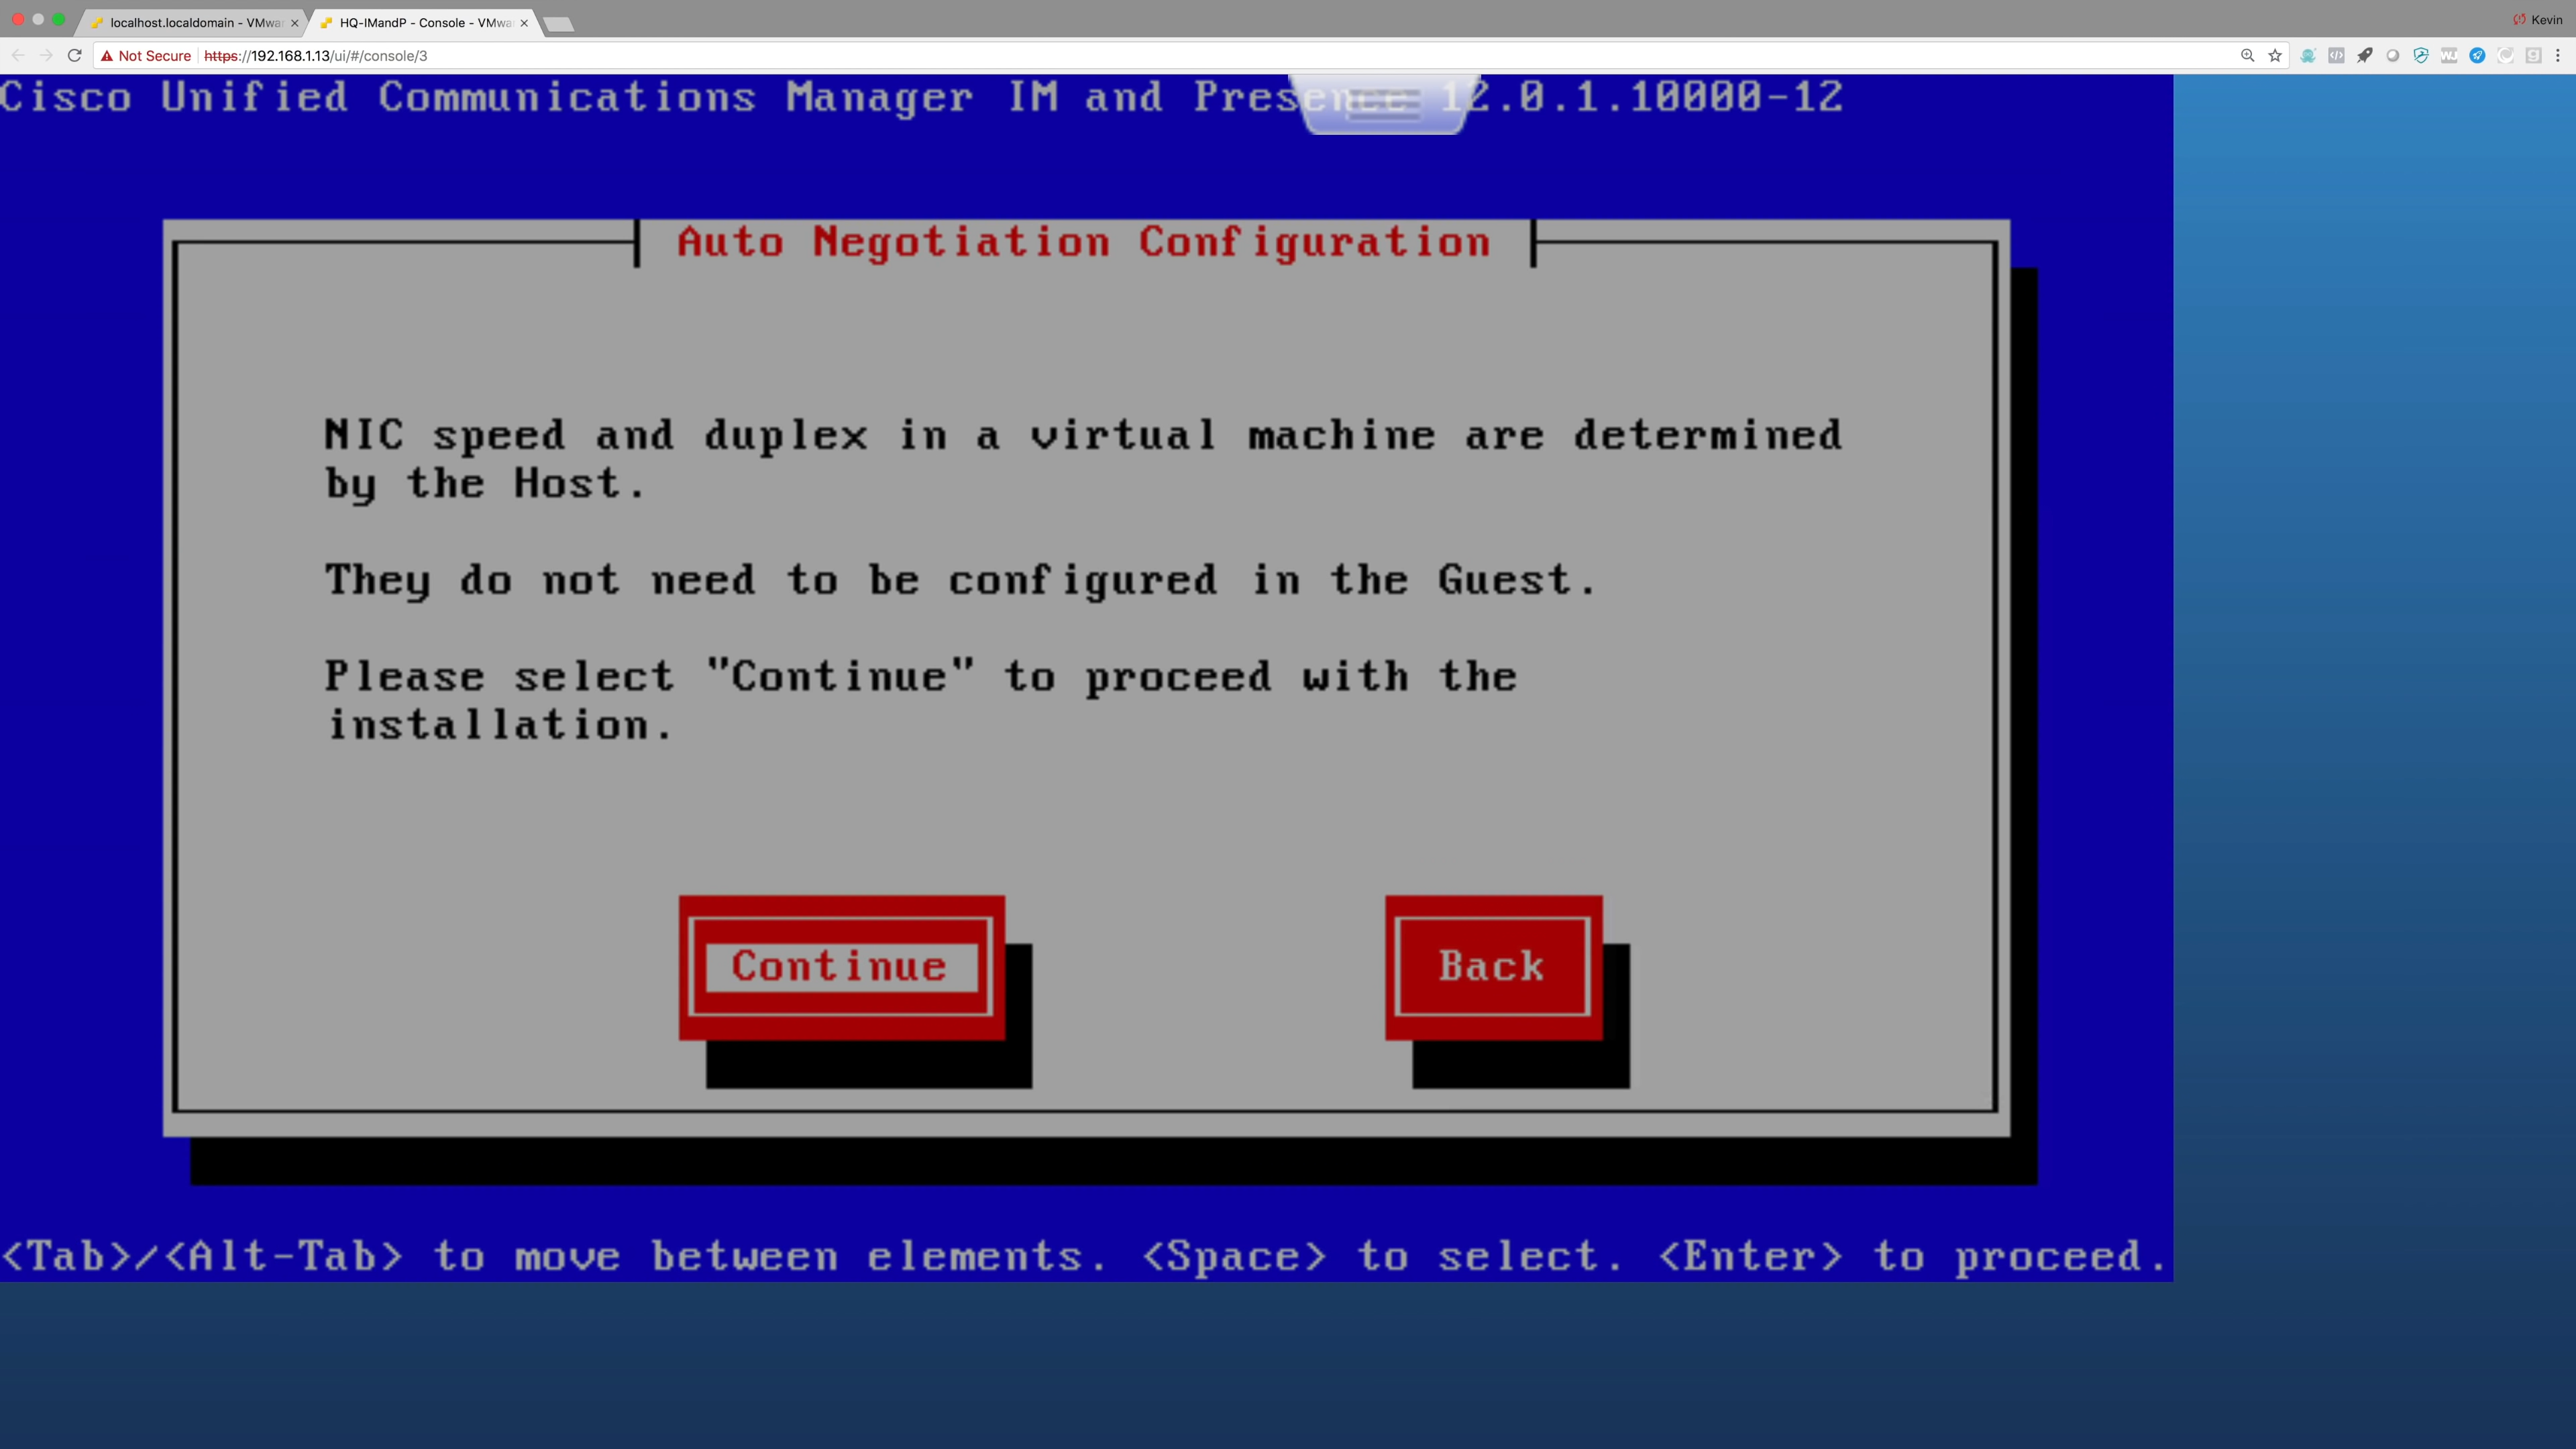 localhost.localdomain - VMwar
HQ-IMandP - Console - VMwa
Kevin
Not Secure https://192.168.1.13/ui/#/console/3
Cisco Unified Communications Manager IM and Presence 12.0.1.10000-12
Auto Negotiation Configuration
NIC speed and duplex in a virtual machine are determined
by the Host.
They do not need to be configured in the Guest.
Please select "Continue" to proceed with the
installation.
Continue
Back
<Tab>/<Alt-Tab> to move between elements. <Space> to select. <Enter> to proceed.